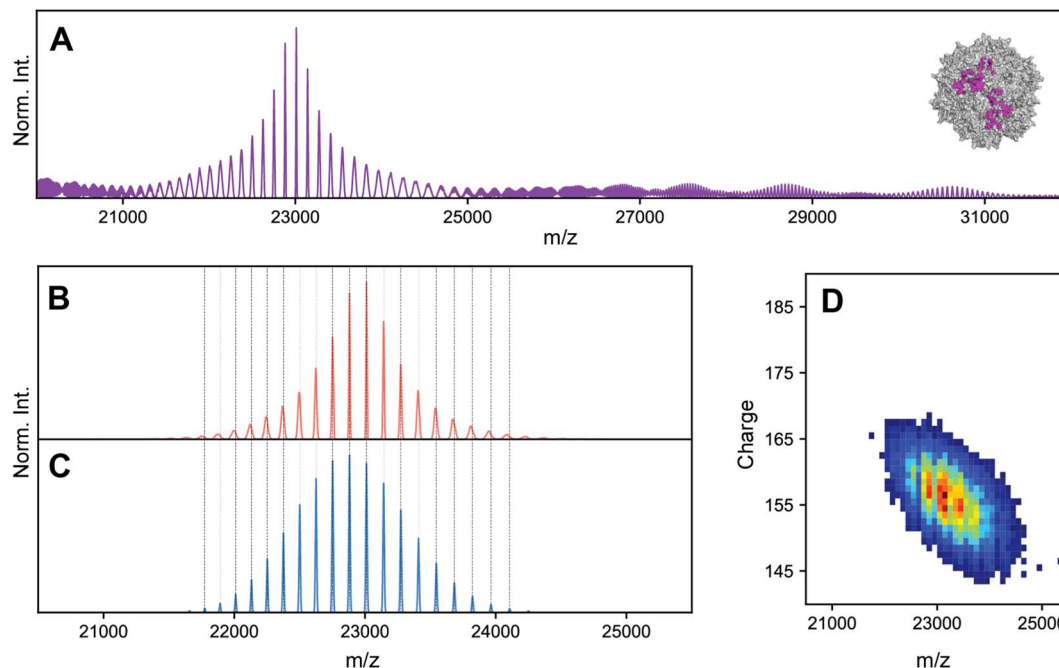 A
Norm. Int.
21000 23000 25000 27000 29000 31000
m/z
B
C
Norm. Int.
21000 22000 23000 24000 25000
m/z
D
Charge
185
175
165
155
145
21000 23000 25000
m/z